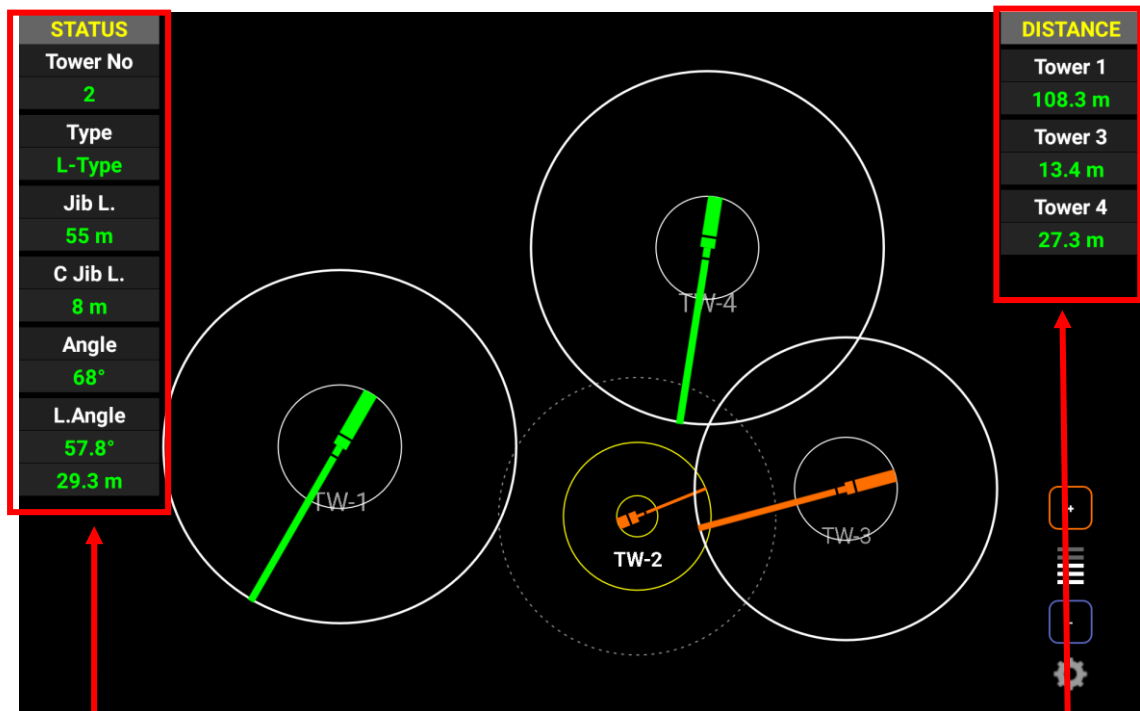 STATUS
Tower No
2
Type
L-Type
Jib L.
55 m
C Jib L.
8 m
Angle
68°
L.Angle
57.8°
29.3 m
TW-1
TW-4
TW-2
TW-3
DISTANCE
Tower 1
108.3 m
Tower 3
13.4 m
Tower 4
27.3 m
+
-